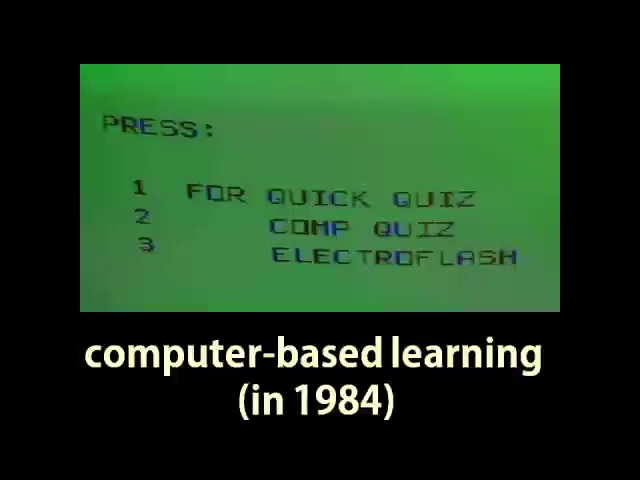 PRESS:
1 FOR QUICK QUIZ
2 COMP QUIZ
3 ELECTROFLASH
computer-based learning
(in 1984)